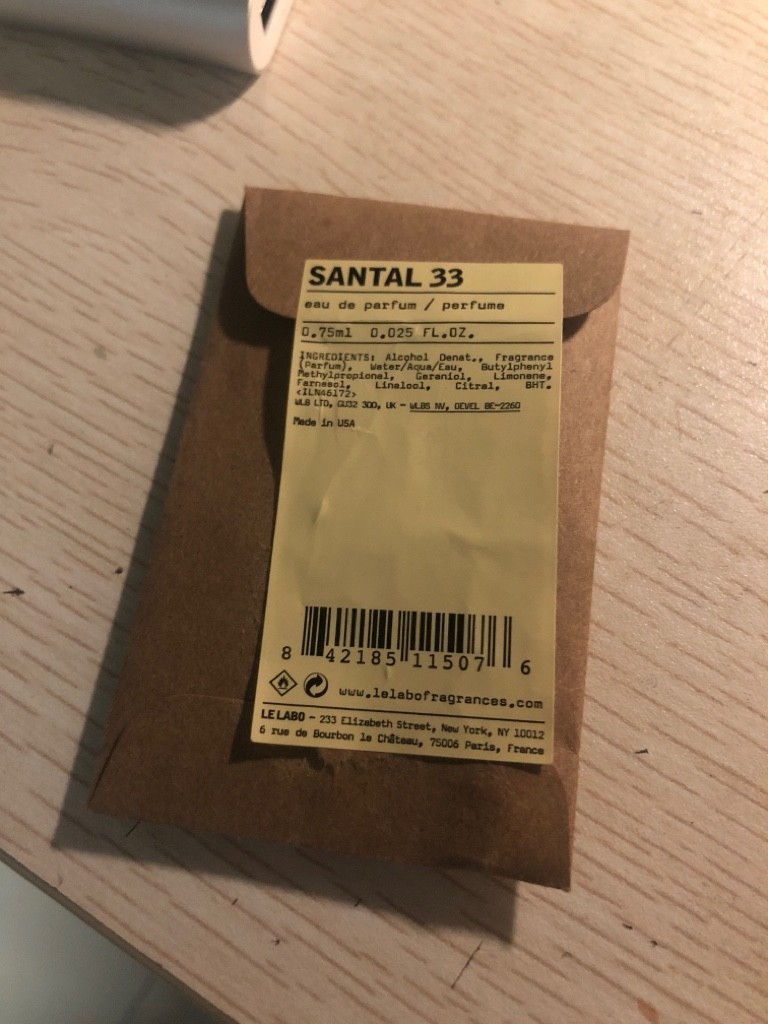 SANTAL 33
eau de parfum / perfume
0.75ml 0.025 FL.OZ.
INGREDIENTS: Alcohol Denat., Fragrance
(Parfum), Water/Aqua/Eau, Butylphenyl
Methylpropional, Geraniol, Limonene,
Farnesol, Linalool, Citral, BHT.
<ILN46172>
WLB LTD, GU32 3QD, UK - WLBS NV, DEVEL BE-2260
Made in USA
8 42185 11507 6
www.lelabofragrances.com
LE LABO - 233 Elizabeth Street, New York, NY 10012
6 rue de Bourbon le Château, 75006 Paris, France